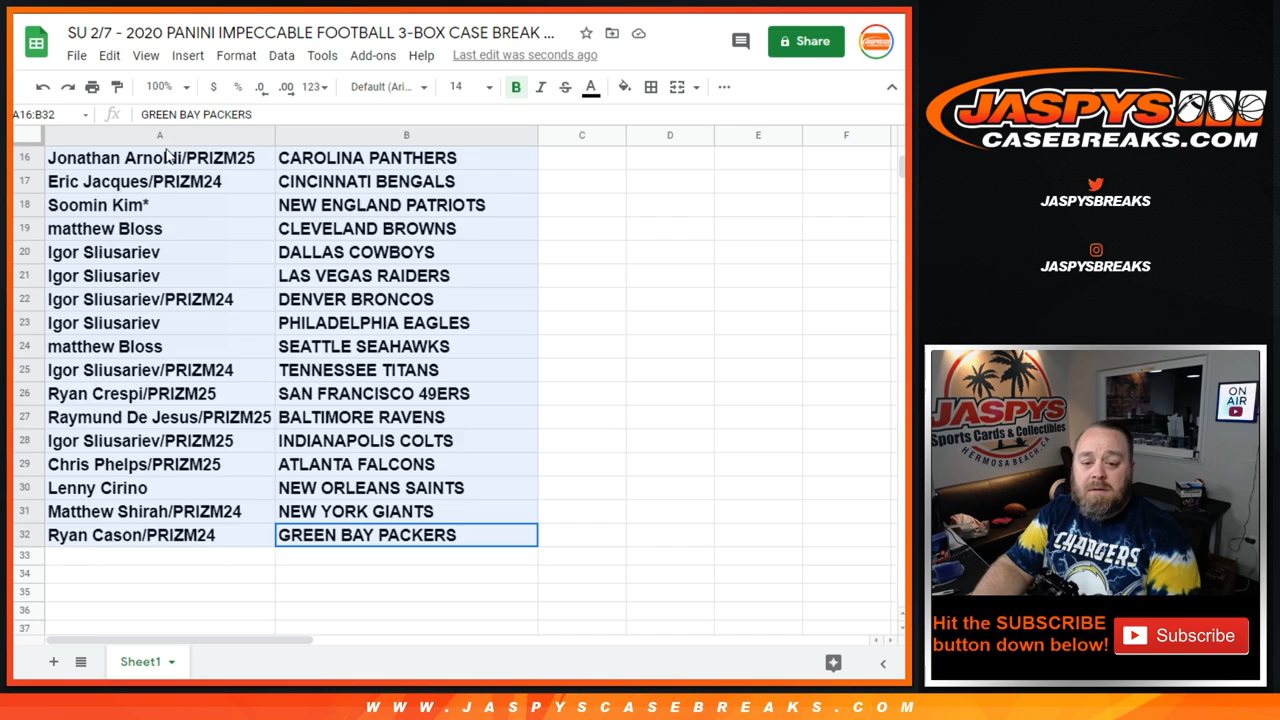 SU 2/7 - 2020 PANINI IMPECCABLE FOOTBALL 3-BOX CASE BREAK ...
File Edit View Insert Format Data Tools Add-ons Help Last edit was seconds ago
Share
100% $ % .0 .00 123 Default (Ari... 14 B I S A
A16:B32 fx GREEN BAY PACKERS
A B C D E F
16 Jonathan PRIZM25 CAROLINA PANTHERS
17 Eric Jacques/PRIZM24 CINCINNATI BENGALS
18 Soomin Kim* NEW ENGLAND PATRIOTS
19 matthew Bloss CLEVELAND BROWNS
20 Igor Sliusariev DALLAS COWBOYS
21 Igor Sliusariev LAS VEGAS RAIDERS
22 Igor Sliusariev/PRIZM24 DENVER BRONCOS
23 Igor Sliusariev PHILADELPHIA EAGLES
24 matthew Bloss SEATTLE SEAHAWKS
25 Igor Sliusariev/PRIZM24 TENNESSEE TITANS
26 Ryan Crespi/PRIZM25 SAN FRANCISCO 49ERS
27 Raymund De Jesus/PRIZM25 BALTIMORE RAVENS
28 Igor Sliusariev/PRIZM25 INDIANAPOLIS COLTS
29 Chris Phelps/PRIZM25 ATLANTA FALCONS
30 Lenny Cirino NEW ORLEANS SAINTS
31 Matthew Shirah/PRIZM24 NEW YORK GIANTS
32 Ryan Cason/PRIZM24 GREEN BAY PACKERS
33
34
35
36
37
Sheet1
JASPYS
CASEBREAKS.COM
JASPYSBREAKS
JASPYSBREAKS
JASPYS
Sports Cards & Collectibles
HERMOSA BEACH, CA
ON
AIR
CHARGERS
Hit the SUBSCRIBE
button down below!
Subscribe
WWW.JASPYSCASEBREAKS.COM